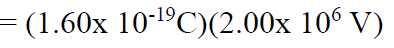 = (1.60x 10⁻¹⁹C)(2.00x 10⁶ V)